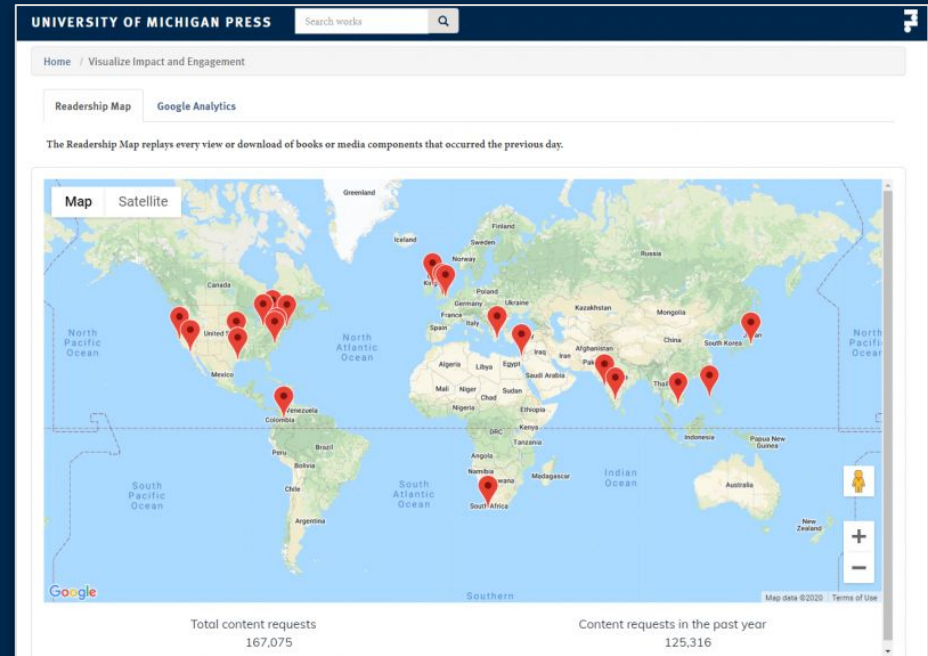 UNIVERSITY OF MICHIGAN PRESS
Search works
Home / Visualize Impact and Engagement
Readership Map Google Analytics
The Readership Map replays every view or download of books or media components that occurred the previous day.
Map Satellite
Greenland
Iceland
Finland
Sweden
Norway
Russia
Canada
Poland
Germany
Ukraine
France
Kazakhstan
Mongolia
Spain
Italy
North
Pacific
Ocean
United
North
Atlantic
Ocean
China
South Korea
North
Mexico
Algeria
Libya
Egypt
Iraq
Iran
Afghanistan
Saudi Arabia
Mali
Niger
Chad
Sudan
Nigeria
Ethiopia
Venezuela
Colombia
DRC
Kenya
Tanzania
Indonesia
Papua New
Guinea
Peru
Brazil
Bolivia
Angola
Namibia
Madagascar
South
Pacific
Ocean
Chile
South
Atlantic
Ocean
South Africa
Indian
Ocean
Australia
Argentina
New
Zealand
+
−
Google
Southern
Map data ©2020 Terms of Use
Total content requests
167,075
Content requests in the past year
125,316